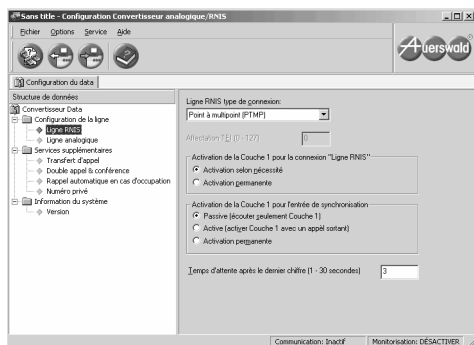 Sans title - Configuration Convertisseur analogique/RNIS
Fichier Options Service Aide
Auerswald
Configuration du data
Structure de données
Convertisseur Data
Configuration de la ligne
Ligne RNIS
Ligne analogique
Services supplémentaires
Transfert d'appel
Double appel & conférence
Rappel automatique en cas d'occupation
Numéro privé
Information du système
Version
Ligne RNIS type de connexion:
Point à multipoint (PTMP)
Affectation TEI (0 - 127) 0
Activation de la Couche 1 pour la connexion "Ligne RNIS"
Activation selon nécessité
Activation permanente
Activation de la Couche 1 pour l'entrée de synchronisation
Passive (écouter seulement Couche 1)
Active (activer Couche 1 avec un appèl sortant)
Activation permanente
Temps d'attente après le dernier chiffre (1 - 30 secondes) 3
Communication: Inactif Monitorisation: DÉSACTIVER